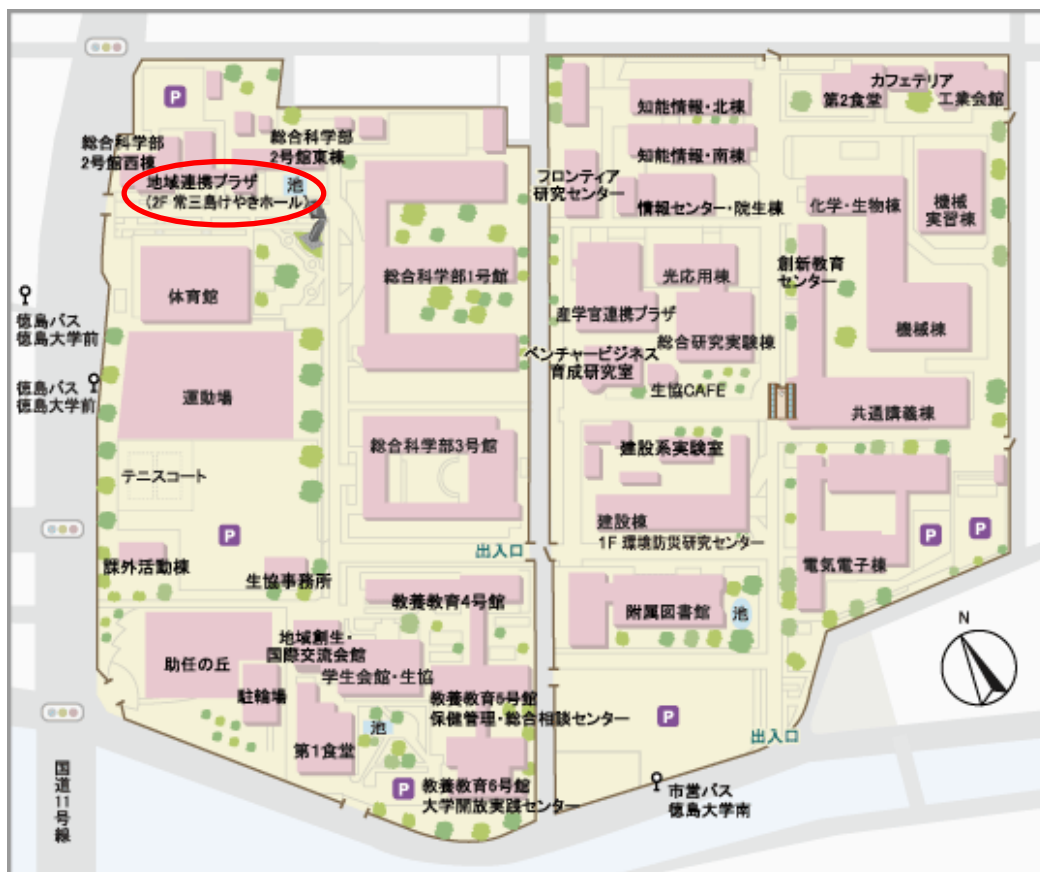 P
総合科学部
2号館西棟
総合科学部
2号館東棟
地域連携プラザ
(2F 常三島けやきホール)
池
体育館
総合科学部1号館
徳島バス
徳島大学前
徳島バス
徳島大学前
運動場
総合科学部3号館
テニスコート
P
課外活動棟
生協事務所
出入口
教養教育4号館
助任の丘
地域創生・
国際交流会館
学生会館・生協
駐輪場
教養教育5号館
保健管理・総合相談センター
池
第1食堂
P
教養教育6号館
大学開放実践センター
国道11号線
知能情報・北棟
カフェテリア
第2食堂
工業会館
知能情報・南棟
フロンティア
研究センター
情報センター・院生棟
化学・生物棟
機械
実習棟
光応用棟
創新教育
センター
産学官連携プラザ
総合研究実験棟
機械棟
ベンチャービジネス
育成研究室
生協CAFE
共通講義棟
建設系実験室
建設棟
1F 環境防災研究センター
P
P
電気電子棟
附属図書館
池
N
P
出入口
市営バス
徳島大学南